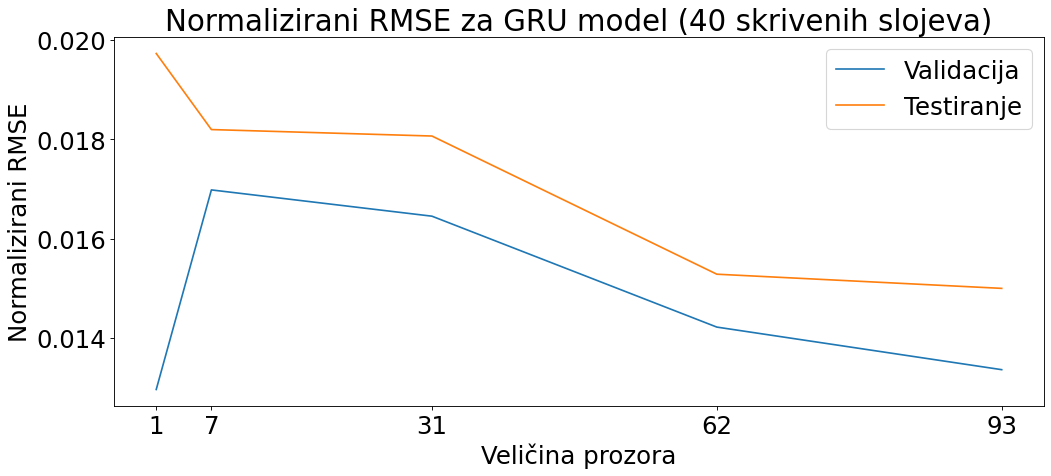 Normalizirani RMSE za GRU model (40 skrivenih slojeva)
Normalizirani RMSE
0.020
0.018
0.016
0.014
Validacija
Testiranje
1 7 31 62 93
Veličina prozora